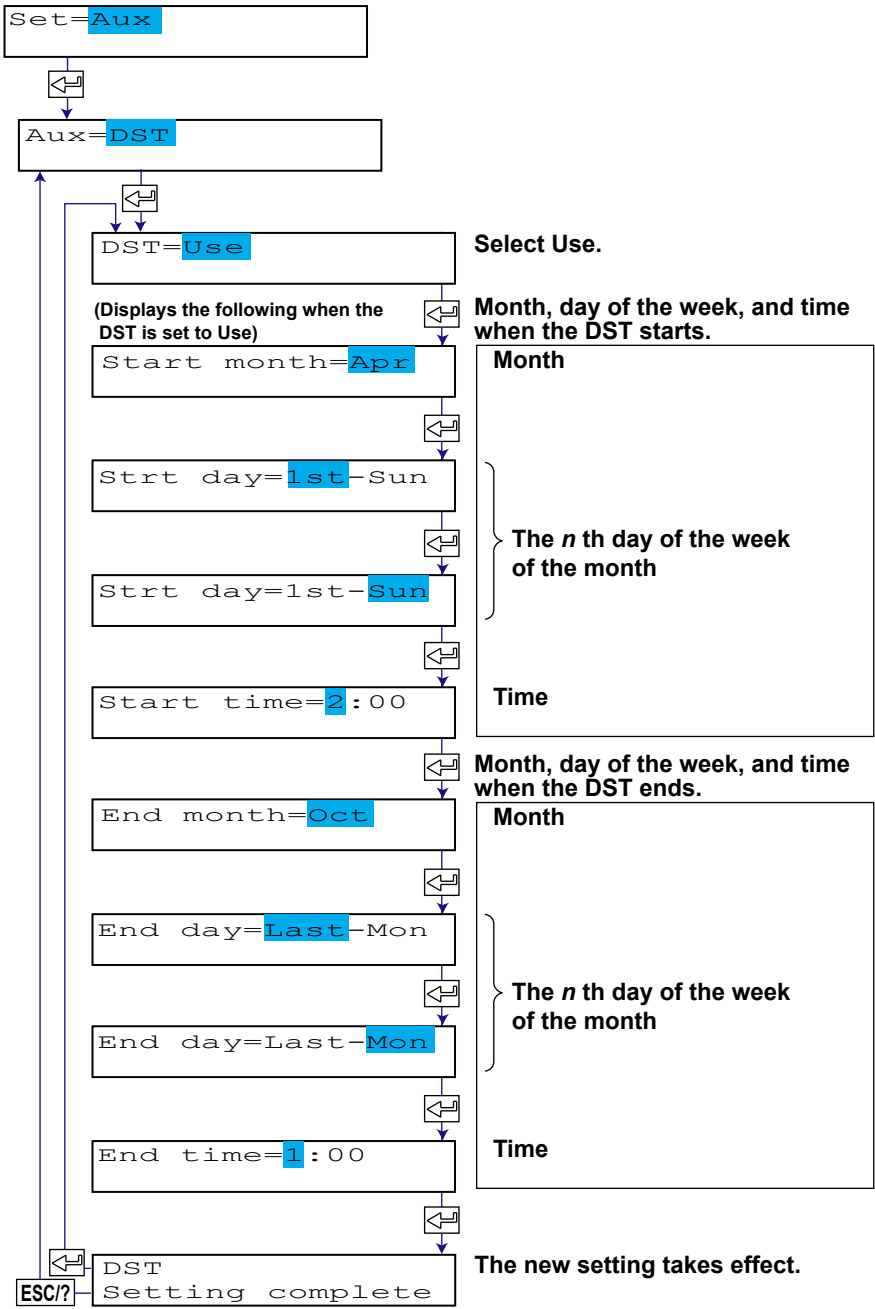 Set=Aux
Aux=DST
DST=Use
Select Use.
(Displays the following when the
DST is set to Use)
Month, day of the week, and time
when the DST starts.
Start month=Apr
Month
Strt day=1st-Sun
The n th day of the week
of the month
Strt day=1st-Sun
Start time=2:00
Time
Month, day of the week, and time
when the DST ends.
End month=Oct
Month
End day=Last-Mon
The n th day of the week
of the month
End day=Last-Mon
End time=1:00
Time
DST
Setting complete
The new setting takes effect.
ESC/?